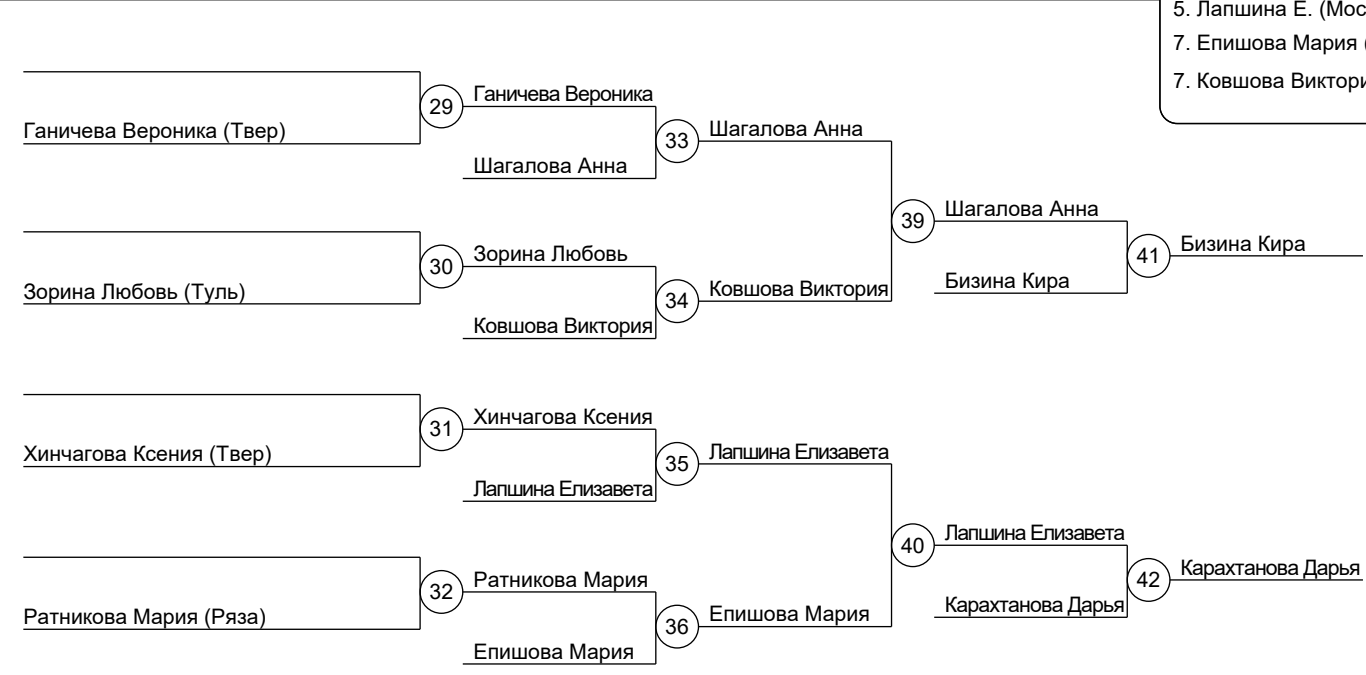 5. Лапшина Е. (Мос
7. Епишова Мария (
7. Ковшова Виктори
29
Ганичева Вероника
Ганичева Вероника (Твер)
33
Шагалова Анна
Шагалова Анна
39
Шагалова Анна
30
Зорина Любовь
41
Бизина Кира
Зорина Любовь (Туль)
34
Ковшова Виктория
Бизина Кира
Ковшова Виктория
31
Хинчагова Ксения
Хинчагова Ксения (Твер)
35
Лапшина Елизавета
Лапшина Елизавета
40
Лапшина Елизавета
32
Ратникова Мария
42
Карахтанова Дарья
Ратникова Мария (Ряза)
36
Епишова Мария
Карахтанова Дарья
Епишова Мария